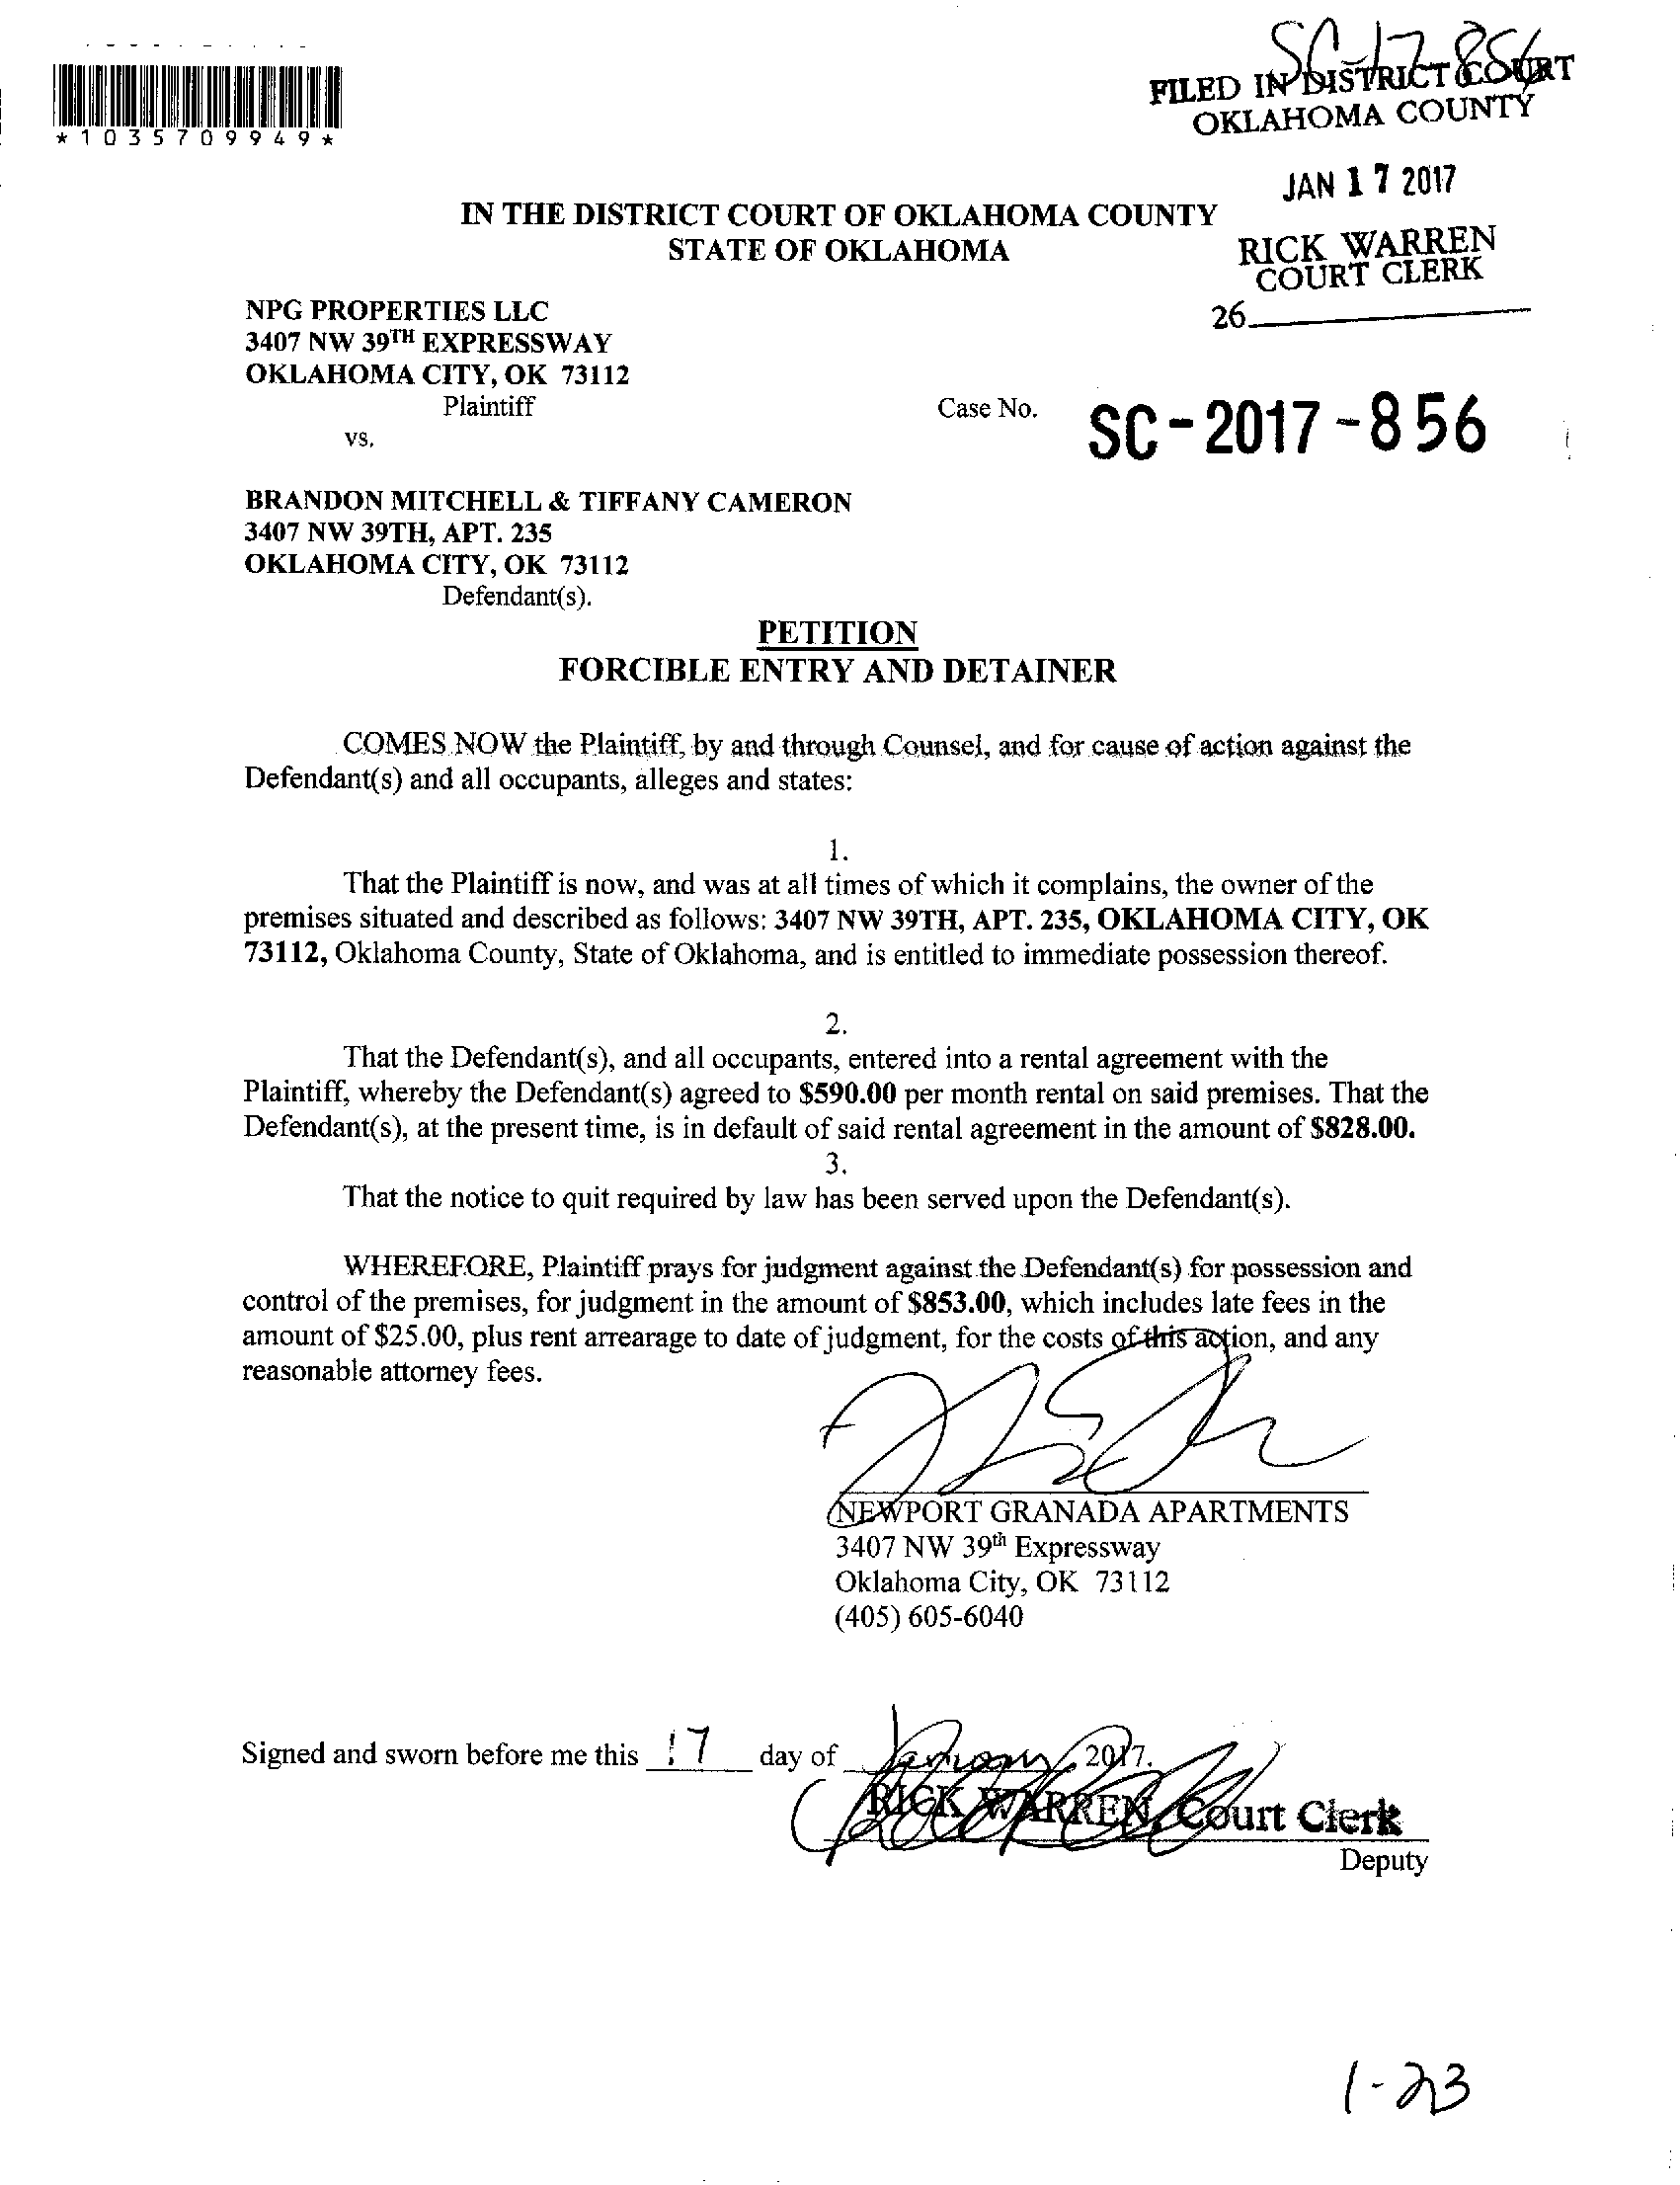 SC-17-856
FILED IN DISTRICT COURT
OKLAHOMA COUNTY
*1035709949*
JAN 17 2017
IN THE DISTRICT COURT OF OKLAHOMA COUNTY
STATE OF OKLAHOMA
RICK WARREN
COURT CLERK
26
NPG PROPERTIES LLC
3407 NW 39TH EXPRESSWAY
OKLAHOMA CITY, OK 73112
Plaintiff
Case No. SC-2017-856
vs.
BRANDON MITCHELL & TIFFANY CAMERON
3407 NW 39TH, APT. 235
OKLAHOMA CITY, OK 73112
Defendant(s).
PETITION
FORCIBLE ENTRY AND DETAINER
COMES NOW the Plaintiff, by and through Counsel, and for cause of action against the
Defendant(s) and all occupants, alleges and states:
1.
That the Plaintiff is now, and was at all times of which it complains, the owner of the
premises situated and described as follows: 3407 NW 39TH, APT. 235, OKLAHOMA CITY, OK
73112, Oklahoma County, State of Oklahoma, and is entitled to immediate possession thereof.
2.
That the Defendant(s), and all occupants, entered into a rental agreement with the
Plaintiff, whereby the Defendant(s) agreed to $590.00 per month rental on said premises. That the
Defendant(s), at the present time, is in default of said rental agreement in the amount of $828.00.
3.
That the notice to quit required by law has been served upon the Defendant(s).
WHEREFORE, Plaintiff prays for judgment against the Defendant(s) for possession and
control of the premises, for judgment in the amount of $853.00, which includes late fees in the
amount of $25.00, plus rent arrearage to date of judgment, for the costs of this action, and any
reasonable attorney fees.
NEWPORT GRANADA APARTMENTS
3407 NW 39th Expressway
Oklahoma City, OK 73112
(405) 605-6040
Signed and sworn before me this 17 day of January, 2017.
RICK WARREN, Court Clerk
Deputy
1-23